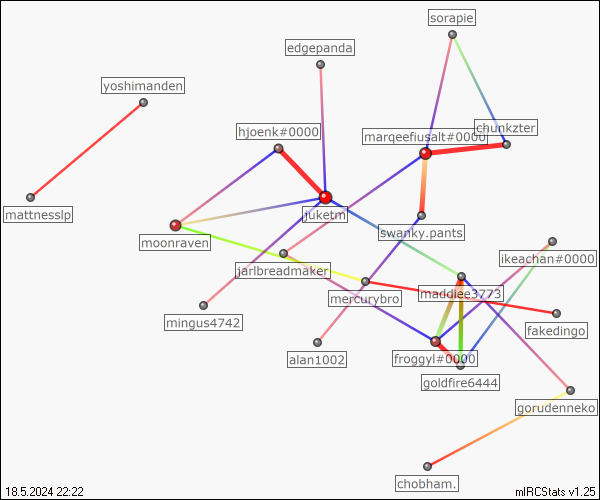 sorapie
edgepanda
yoshimanden
hjoenk#0000
marqeefiusalt#0000
chunkzter
mattnesslp
juketm
swanky.pants
moonraven
ikeachan#0000
jarlbreadmaker
mercurybro
maddiee3773
mingus4742
fakedingo
alan1002
froggyl#0000
goldfire6444
gorudenneko
chobham.
18.5.2024 22:22
mIRCStats v1.25